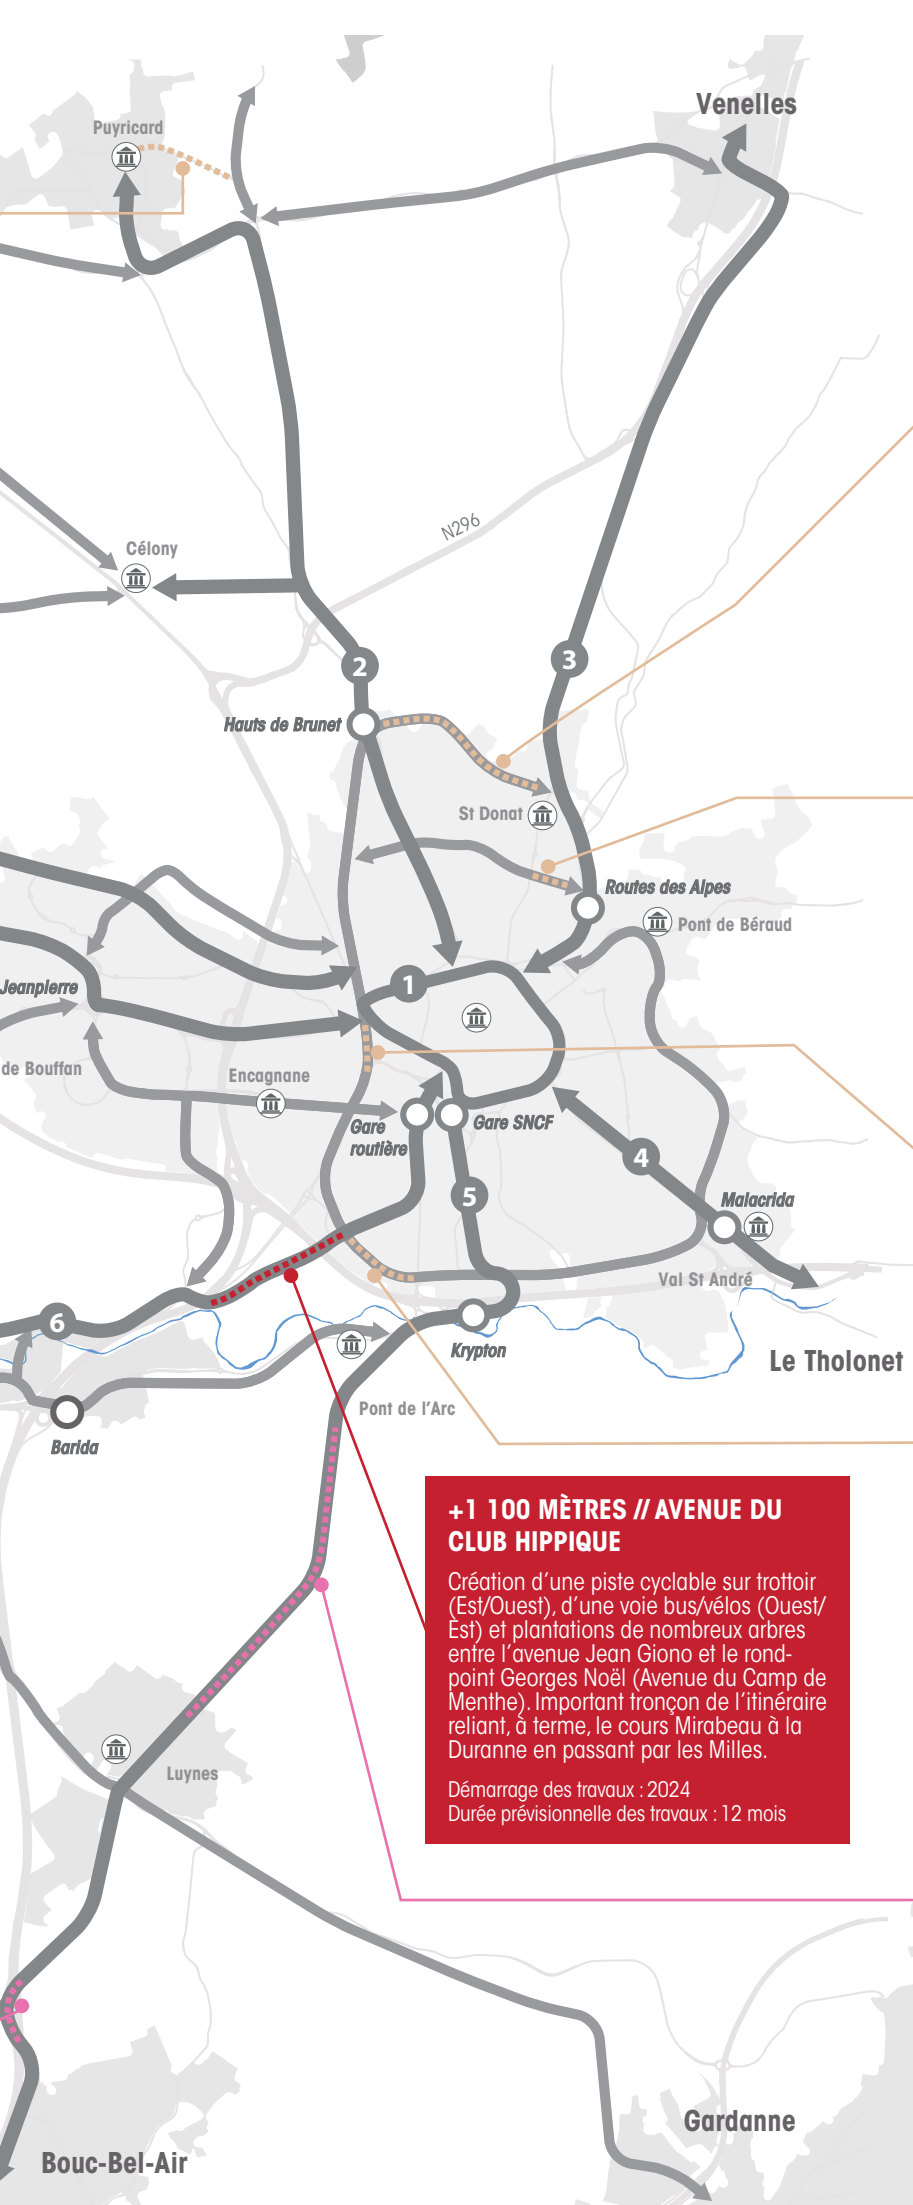 Venelles
Puyricard
N296
Célony
2
3
Hauts de Brunet
St Donat
Routes des Alpes
Pont de Béraud
1
Jeanpierre
de Bouffan
Encagnane
Gare
routière
Gare SNCF
4
5
Malacrida
Val St André
6
Krypton
Le Tholonet
Pont de l'Arc
Barida
+1 100 MÈTRES // AVENUE DU
CLUB HIPPIQUE
Création d'une piste cyclable sur trottoir
(Est/Ouest), d'une voie bus/vélos (Ouest/
Est) et plantations de nombreux arbres
entre l'avenue Jean Giono et le rond-
point Georges Noël (Avenue du Camp de
Menthe). Important tronçon de l'itinéraire
reliant, à terme, le cours Mirabeau à la
Duranne en passant par les Milles.
Démarrage des travaux : 2024
Durée prévisionnelle des travaux : 12 mois
Luynes
Gardanne
Bouc-Bel-Air